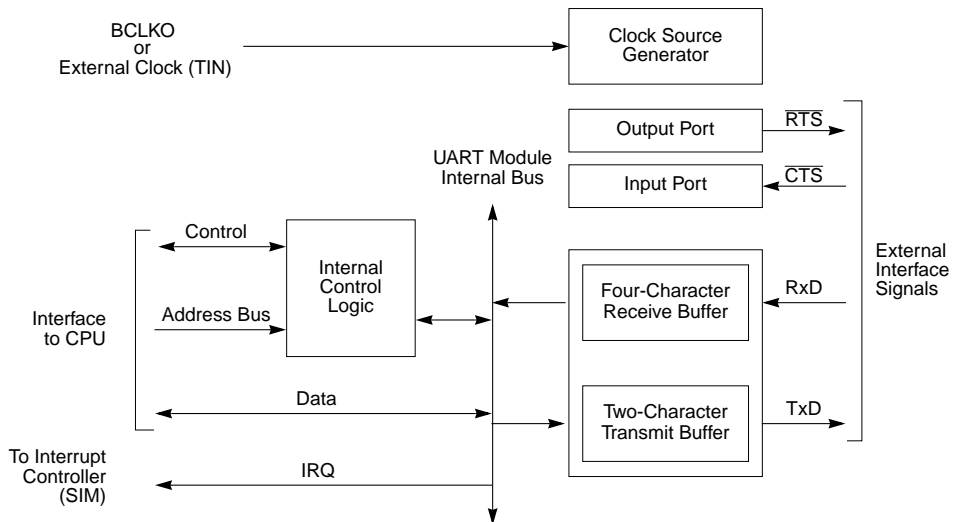 BCLKO
or
External Clock (TIN)
Clock Source
Generator
Output Port
RTS
UART Module
Internal Bus
Input Port
CTS
Control
Internal
Control
Logic
External
Interface
Signals
Four-Character
Receive Buffer
RxD
Address Bus
Interface
to CPU
Data
Two-Character
Transmit Buffer
TxD
To Interrupt
Controller
(SIM)
IRQ